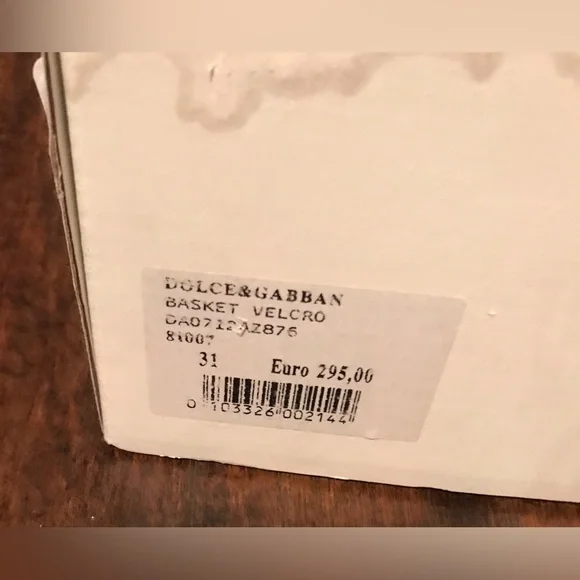 DOLCE&GABBAN
BASKET VELCRO
DA0712AZ876
81007
31 Euro 295,00
0 103326 002144